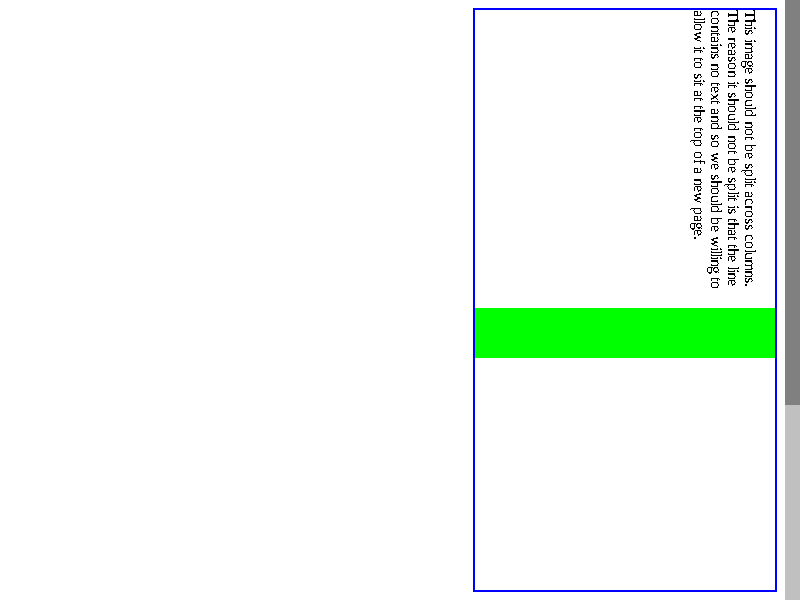 This image should not be split across columns.
The reason it should not be split is that the line
contains no text and so we should be willing to
allow it to sit at the top of a new page.